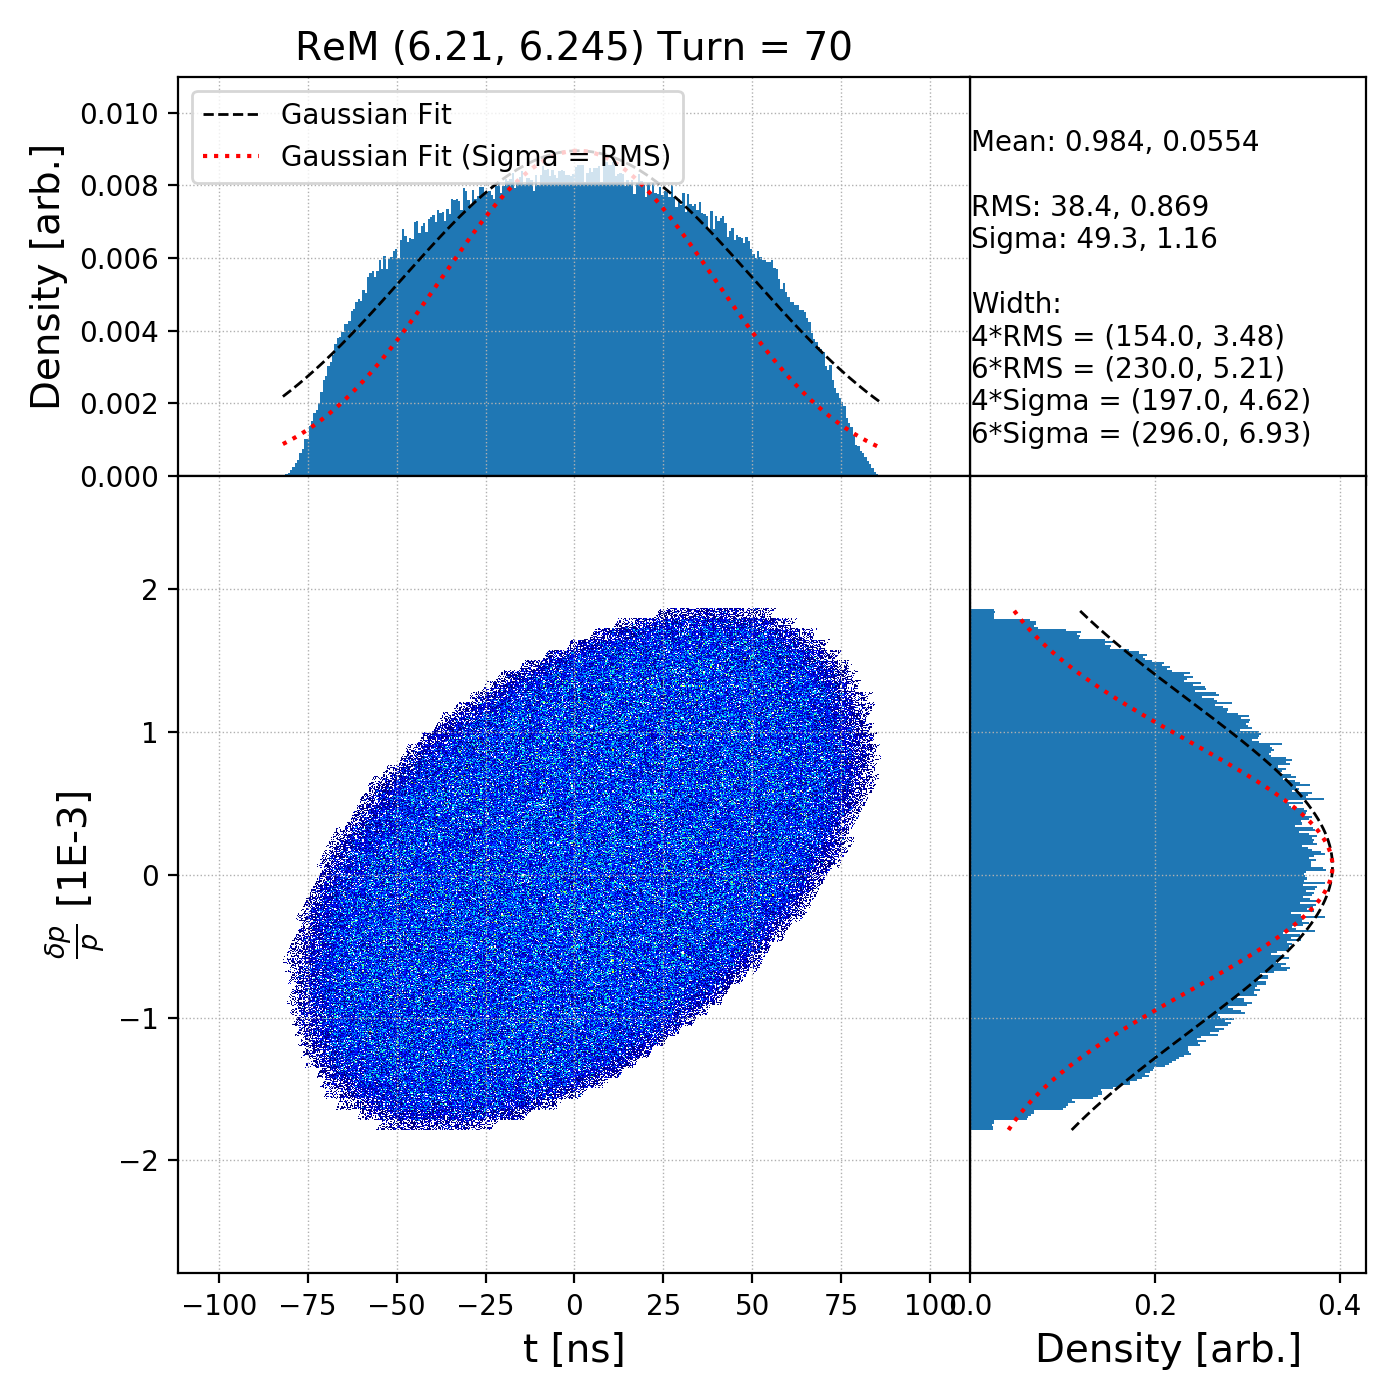 ReM (6.21, 6.245) Turn = 70
Gaussian Fit
Gaussian Fit (Sigma = RMS)
Density [arb.]
0.010
0.008
0.006
0.004
0.002
0.000
Mean: 0.984, 0.0554
RMS: 38.4, 0.869
Sigma: 49.3, 1.16
Width:
4*RMS = (154.0, 3.48)
6*RMS = (230.0, 5.21)
4*Sigma = (197.0, 4.62)
6*Sigma = (296.0, 6.93)
δp/p [1E-3]
2
1
0
−1
−2
−100 −75 −50 −25 0 25 50 75 100
t [ns]
0.0 0.2 0.4
Density [arb.]